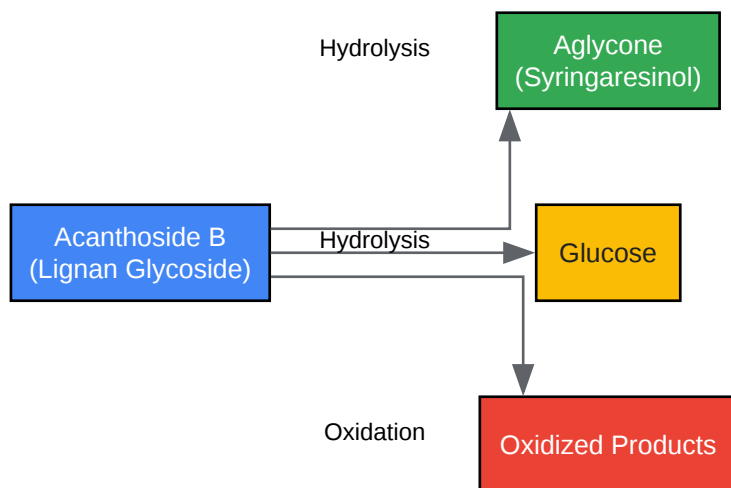 Hydrolysis
Aglycone
(Syringaresinol)
Acanthoside B
(Lignan Glycoside)
Hydrolysis
Glucose
Oxidation
Oxidized Products